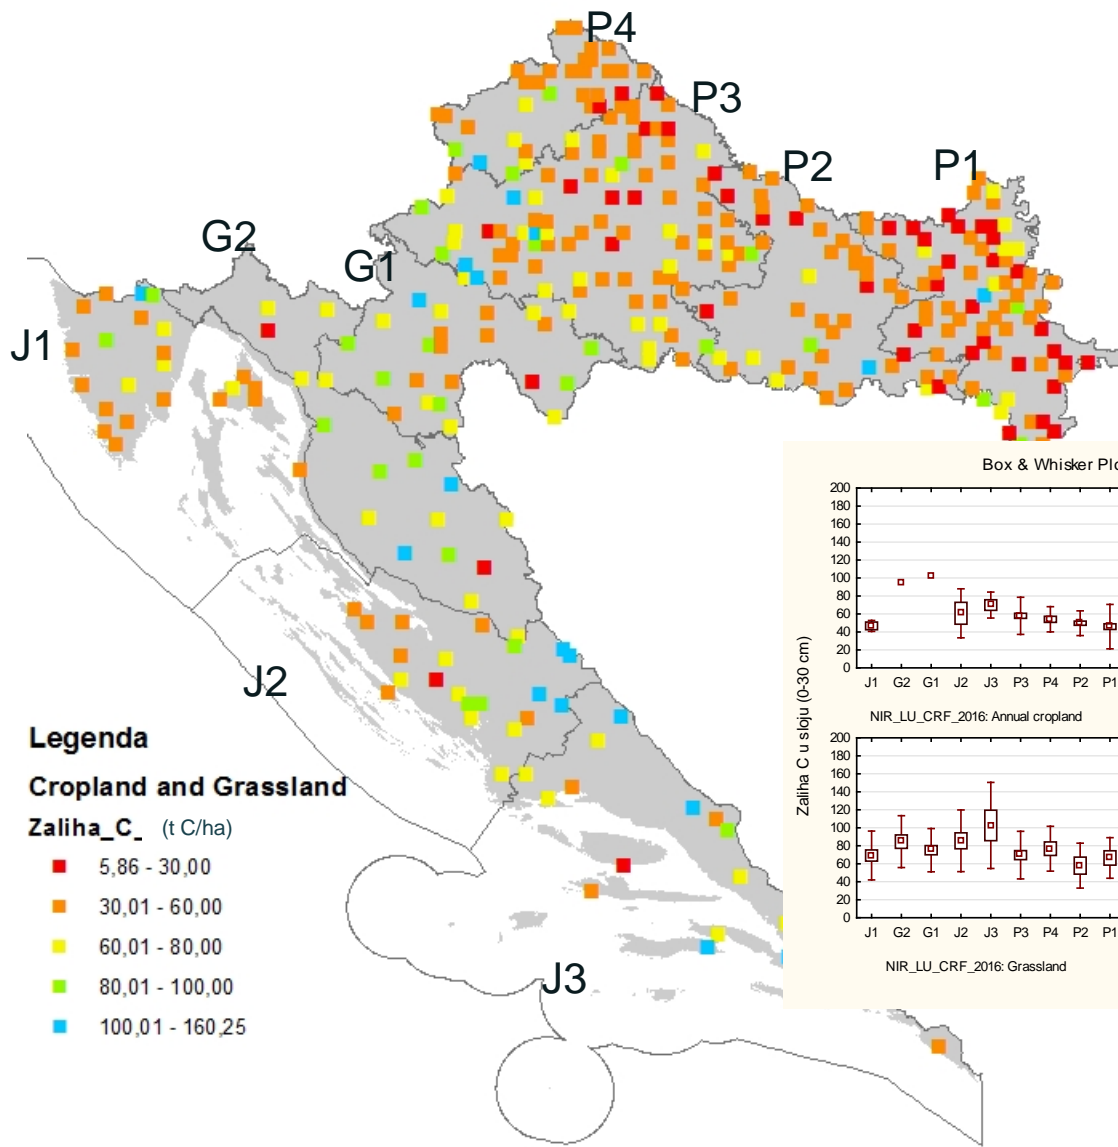 P4
P3
P2
P1
G2
G1
J1
J2
J3
Legenda
Cropland and Grassland
Zaliha_C_ (t C/ha)
5,86 - 30,00
30,01 - 60,00
60,01 - 80,00
80,01 - 100,00
100,01 - 160,25
Box & Whisker Plo
Zaliha C u sloju (0-30 cm)
200
180
160
140
120
100
80
60
40
20
0
J1 G2 G1 J2 J3 P3 P4 P2 P1
NIR_LU_CRF_2016: Annual cropland
200
180
160
140
120
100
80
60
40
20
0
J1 G2 G1 J2 J3 P3 P4 P2 P1
NIR_LU_CRF_2016: Grassland